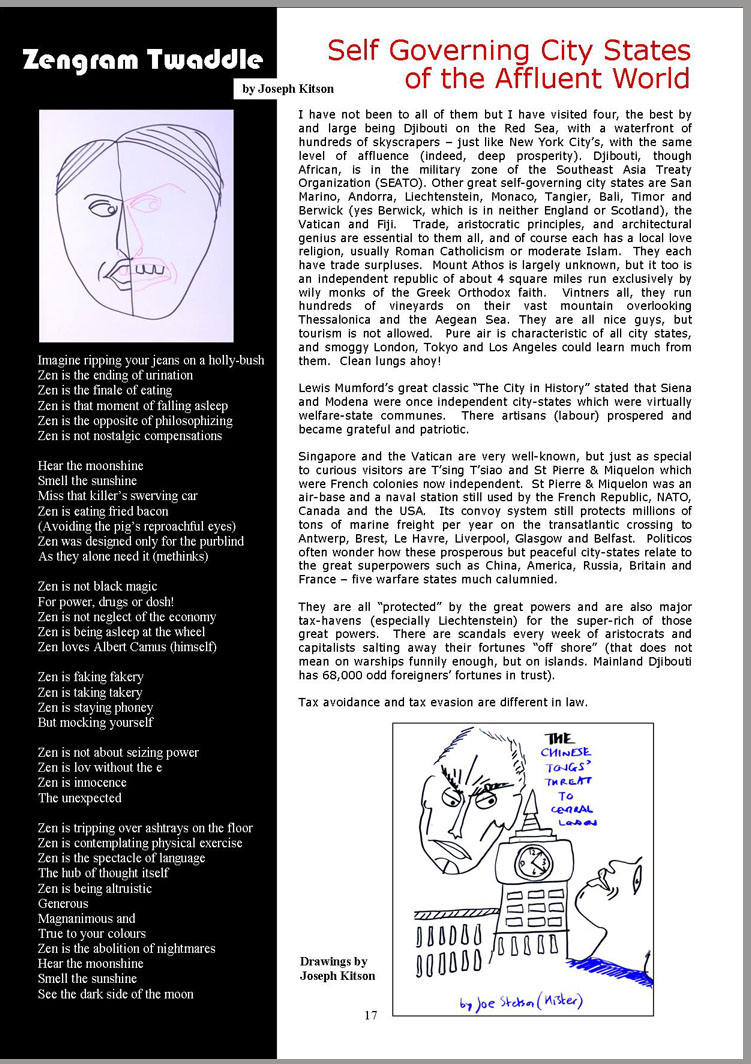 Zengram Twaddle
by Joseph Kitson
Imagine ripping your jeans on a holly-bush
Zen is the ending of urination
Zen is the finale of eating
Zen is that moment of falling asleep
Zen is the opposite of philosophizing
Zen is not nostalgic compensations
Hear the moonshine
Smell the sunshine
Miss that killer's swerving car
Zen is eating fried bacon
(Avoiding the pig's reproachful eyes)
Zen was designed only for the purblind
As they alone need it (methinks)
Zen is not black magic
For power, drugs or dosh!
Zen is not neglect of the economy
Zen is being asleep at the wheel
Zen loves Albert Camus (himself)
Zen is faking fakery
Zen is taking takery
Zen is staying phoney
But mocking yourself
Zen is not about seizing power
Zen is lov without the e
Zen is innocence
The unexpected
Zen is tripping over ashtrays on the floor
Zen is contemplating physical exercise
Zen is the spectacle of language
The hub of thought itself
Zen is being altruistic
Generous
Magnanimous and
True to your colours
Zen is the abolition of nightmares
Hear the moonshine
Smell the sunshine
See the dark side of the moon
Self Governing City States
of the Affluent World
I have not been to all of them but I have visited four, the best by
and large being Djibouti on the Red Sea, with a waterfront of
hundreds of skyscrapers – just like New York City's, with the same
level of affluence (indeed, deep prosperity). Djibouti, though
African, is in the military zone of the Southeast Asia Treaty
Organization (SEATO). Other great self-governing city states are San
Marino, Andorra, Liechtenstein, Monaco, Tangier, Bali, Timor and
Berwick (yes Berwick, which is in neither England or Scotland), the
Vatican and Fiji. Trade, aristocratic principles, and architectural
genius are essential to them all, and of course each has a local love
religion, usually Roman Catholicism or moderate Islam. They each
have trade surpluses. Mount Athos is largely unknown, but it too is
an independent republic of about 4 square miles run exclusively by
wily monks of the Greek Orthodox faith. Vintners all, they run
hundreds of vineyards on their vast mountain overlooking
Thessalonica and the Aegean Sea. They are all nice guys, but
tourism is not allowed. Pure air is characteristic of all city states,
and smoggy London, Tokyo and Los Angeles could learn much from
them. Clean lungs ahoy!
Lewis Mumford's great classic “The City in History” stated that Siena
and Modena were once independent city-states which were virtually
welfare-state communes. There artisans (labour) prospered and
became grateful and patriotic.
Singapore and the Vatican are very well-known, but just as special
to curious visitors are T'sing T'siao and St Pierre & Miquelon which
were French colonies now independent. St Pierre & Miquelon was an
air-base and a naval station still used by the French Republic, NATO,
Canada and the USA. Its convoy system still protects millions of
tons of marine freight per year on the transatlantic crossing to
Antwerp, Brest, Le Havre, Liverpool, Glasgow and Belfast. Politicos
often wonder how these prosperous but peaceful city-states relate to
the great superpowers such as China, America, Russia, Britain and
France – five warfare states much calumnied.
They are all “protected” by the great powers and are also major
tax-havens (especially Liechtenstein) for the super-rich of those
great powers. There are scandals every week of aristocrats and
capitalists salting away their fortunes “off shore” (that does not
mean on warships funnily enough, but on islands. Mainland Djibouti
has 68,000 odd foreigners' fortunes in trust).
Tax avoidance and tax evasion are different in law.
THE
CHINESE
TONGS'
THREAT
TO
CENTRAL
LONDON
12
by Joe Stetson (Mister)
Drawings by
Joseph Kitson
17